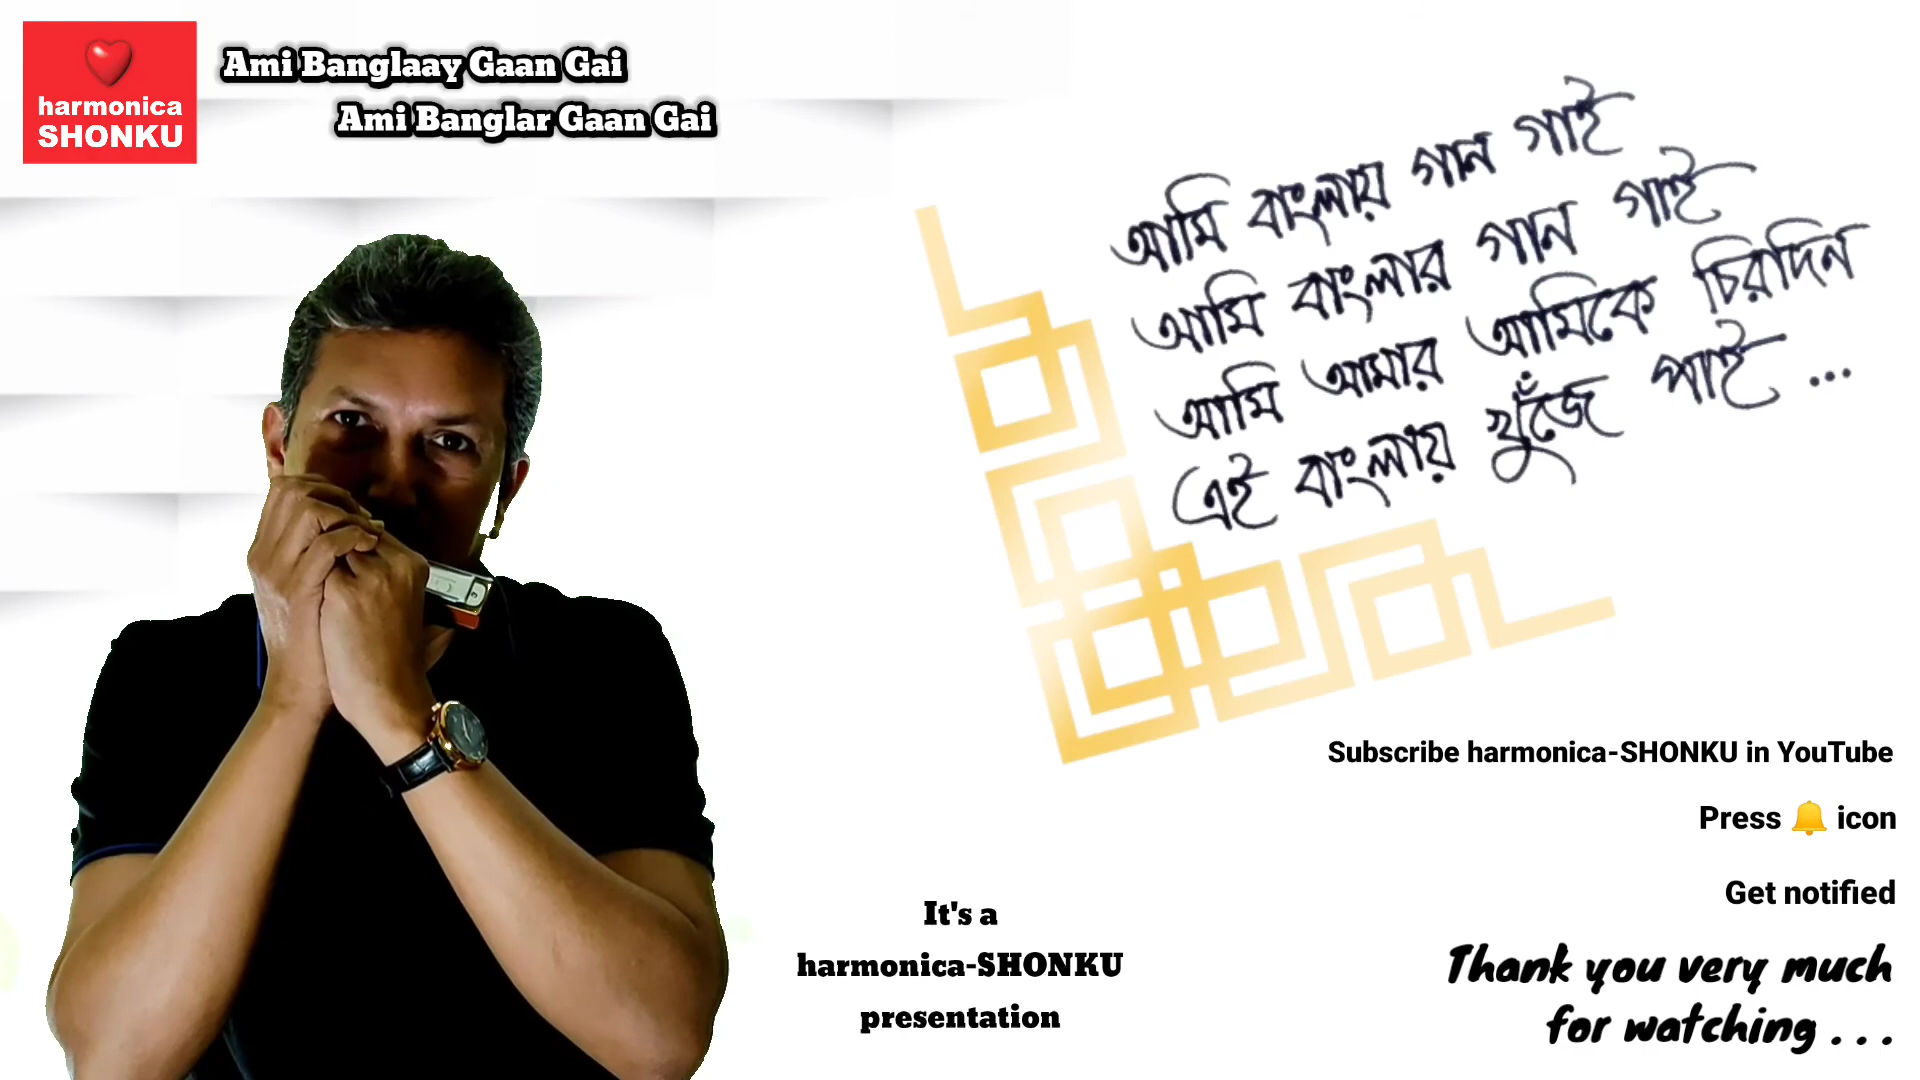 harmonica
SHONKU
Ami Banglaay Gaan Gai
Ami Banglar Gaan Gai
আমি বাংলায় গান গাই
আমি বাংলার গান গাই
আমি আমার আমিকে চিরদিন
এই বাংলায় খুঁজে পাই ...
Subscribe harmonica-SHONKU in YouTube
Press 🔔 icon
Get notified
It's a
harmonica-SHONKU
presentation
Thank you very much
for watching . . .